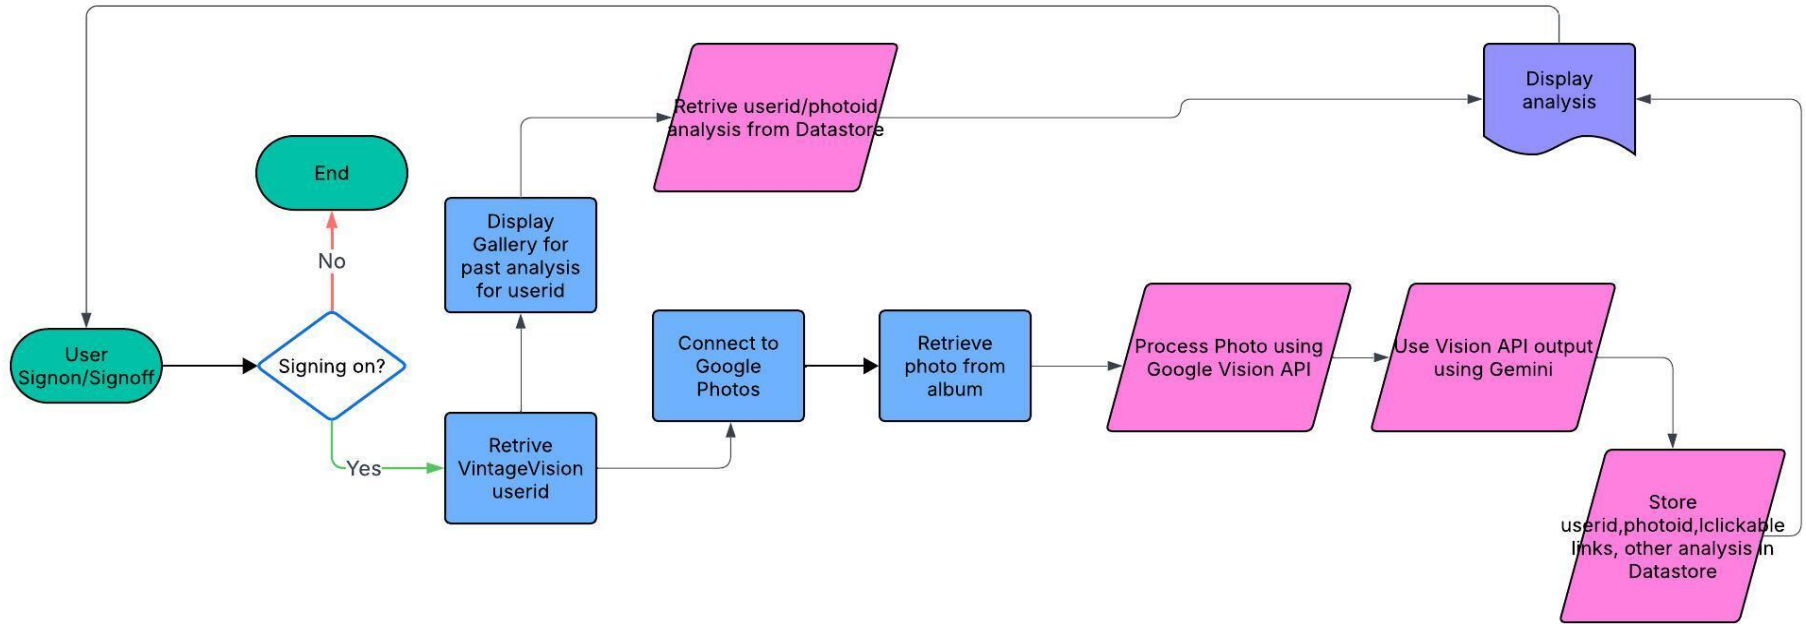 Retrive userid/photoid
analysis from Datastore
Display
analysis
End
No
Display
Gallery for
past analysis
for userid
User
Signon/Signoff
Signing on?
Connect to
Google
Photos
Retrieve
photo from
album
Process Photo using
Google Vision API
Use Vision API output
using Gemini
Yes
Retrive
VintageVision
userid
Store
userid,photoid,lclickable
links, other analysis in
Datastore